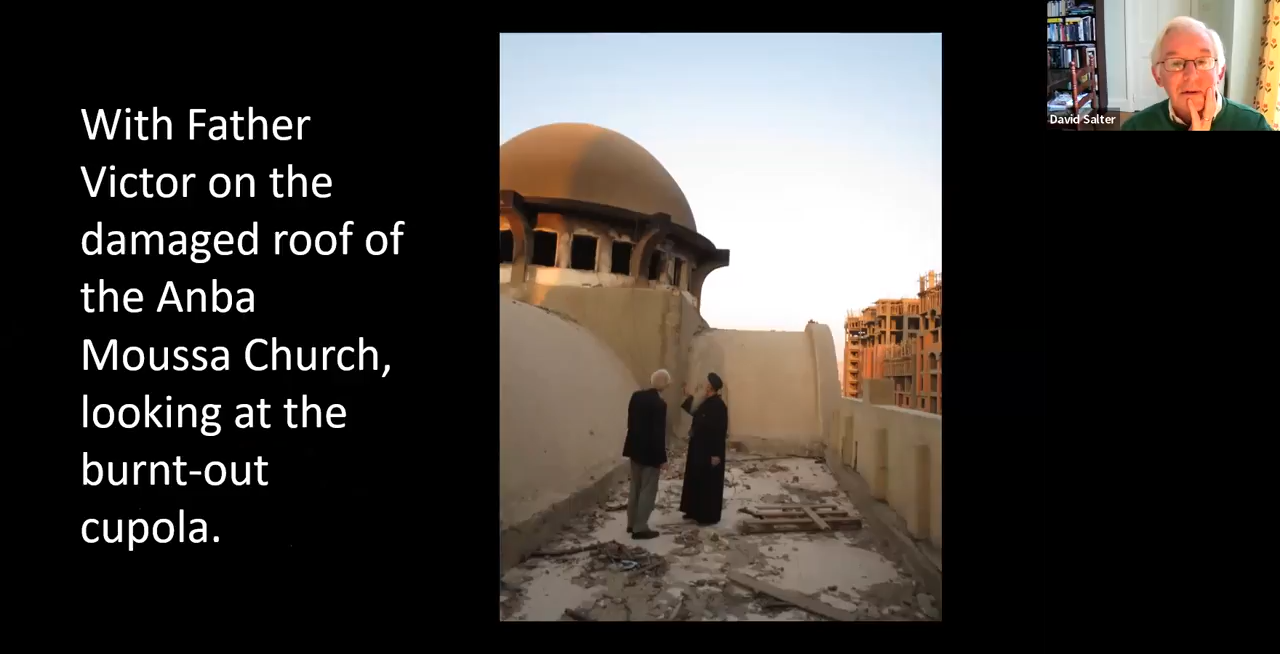 With Father
Victor on the
damaged roof of
the Anba
Moussa Church,
looking at the
burnt-out
cupola.
David Salter